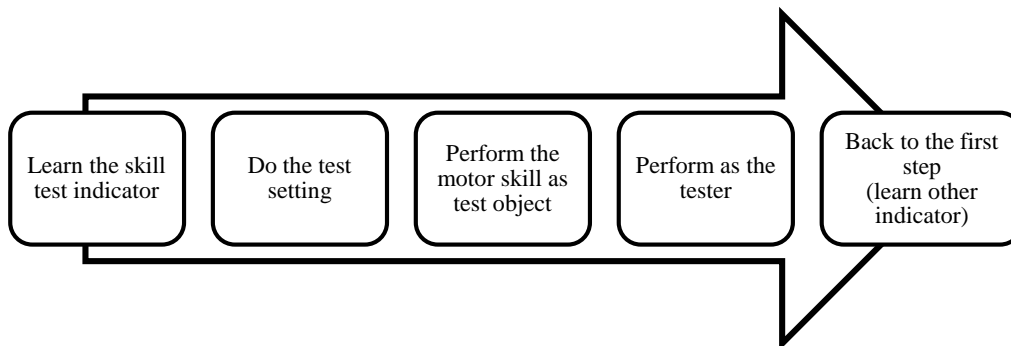 Learn the skill
test indicator
Do the test
setting
Perform the
motor skill as
test object
Perform as the
tester
Back to the first
step
(learn other
indicator)